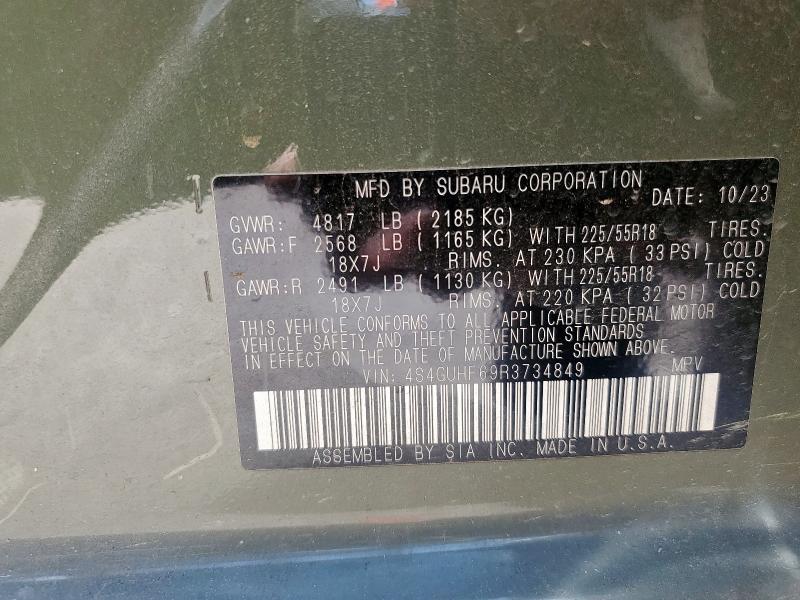 MFD BY SUBARU CORPORATION DATE: 10/23
GVWR: 4817 LB ( 2185 KG)
GAWR:F 2568 LB ( 1165 KG) WITH 225/55R18 TIRES.
18X7J RIMS. AT 230 KPA ( 33 PSI) COLD
GAWR:R 2491 LB ( 1130 KG) WITH 225/55R18 TIRES.
18X7J RIMS. AT 220 KPA ( 32 PSI) COLD
THIS VEHICLE CONFORMS TO ALL APPLICABLE FEDERAL MOTOR
VEHICLE SAFETY AND THEFT PREVENTION STANDARDS
IN EFFECT ON THE DATE OF MANUFACTURE SHOWN ABOVE.
VIN: 4S4GUHF69R3734849 MPV
ASSEMBLED BY SIA INC. MADE IN U.S.A.